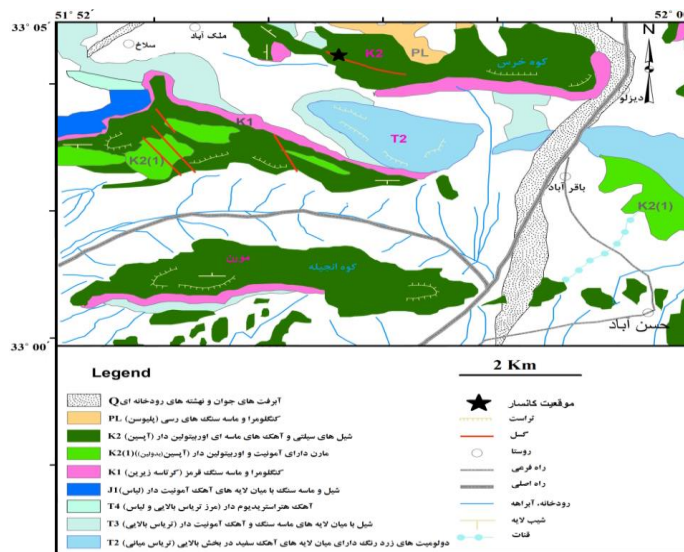 51° 52´
52° 00´
33° 05´
N
ملک آباد
سلاخ
K2
PL
کوه خرس
دیزلو
K1
T2
K2(1)
باقر آباد
K2(1)
کوه انجیله
حسن آباد
33° 00´
2 Km
Legend
آبرفت های جوان و نهشته های رودخانه ای Q
کنگلومرا و ماسه سنگ های رسی (پلیوسن) PL
شیل های سیلتی و آهک های ماسه ای اوربیتولین دار (آپسین) K2
مارن دارای آمونیت و اوربیتولین دار (آپسین) K2(1)
کنگلومرا و ماسه سنگ قرمز (کرتاسه زیرین) K1
شیل و ماسه سنگ با میان لایه های آهک آمونیت دار (لیاس) J1
آهک هتراستریدیوم دار (مرز تریاس بالایی و لیاس) T4
شیل با میان لایه های ماسه سنگ و آهک آمونیت دار (تریاس بالایی) T3
دولومیت های زرد رنگ دارای میان لایه های آهک سفید در بخش بالایی (تریاس میانی) T2
موقعیت کانسار
تراست
گسل
روستا
راه فرعی
راه اصلی
رودخانه، آبراهه
شیب لایه
قنات